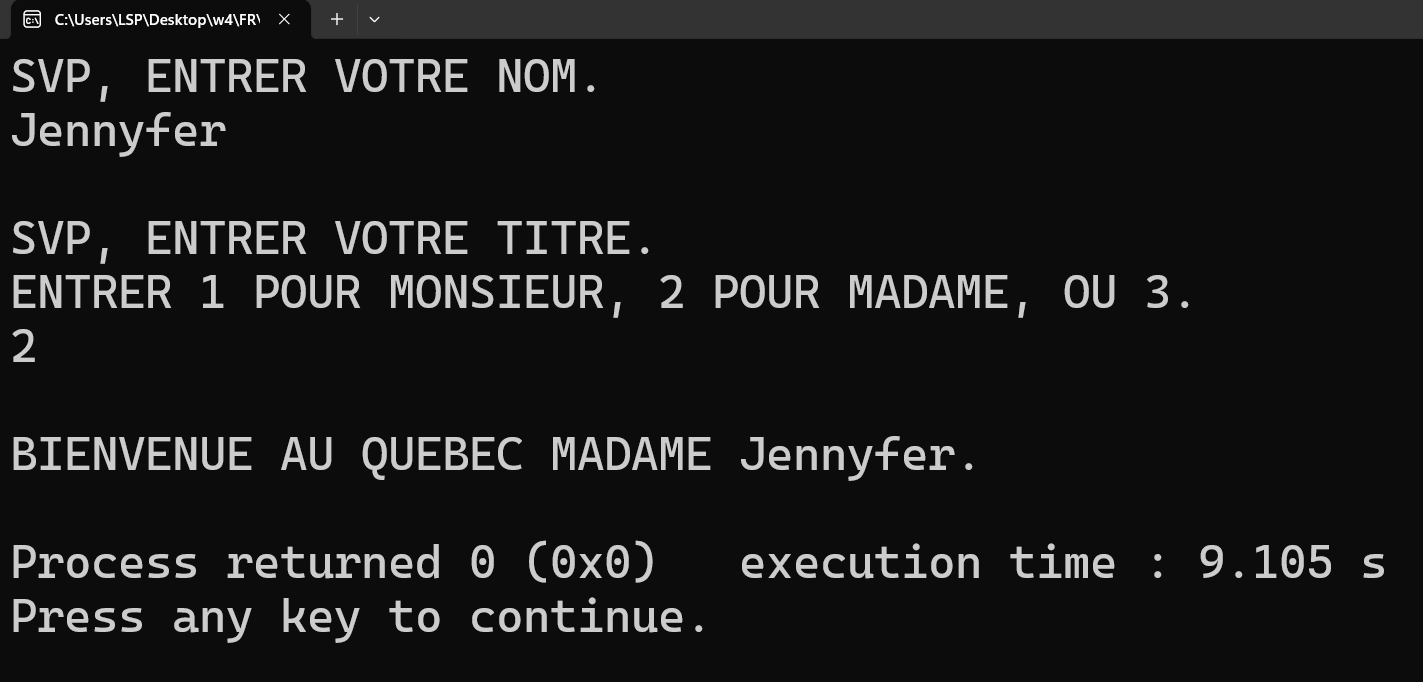 C:\Users\LSP\Desktop\w4\FR\
SVP, ENTRER VOTRE NOM.
Jennyfer
SVP, ENTRER VOTRE TITRE.
ENTRER 1 POUR MONSIEUR, 2 POUR MADAME, OU 3.
2
BIENVENUE AU QUEBEC MADAME Jennyfer.
Process returned 0 (0x0)   execution time : 9.105 s
Press any key to continue.